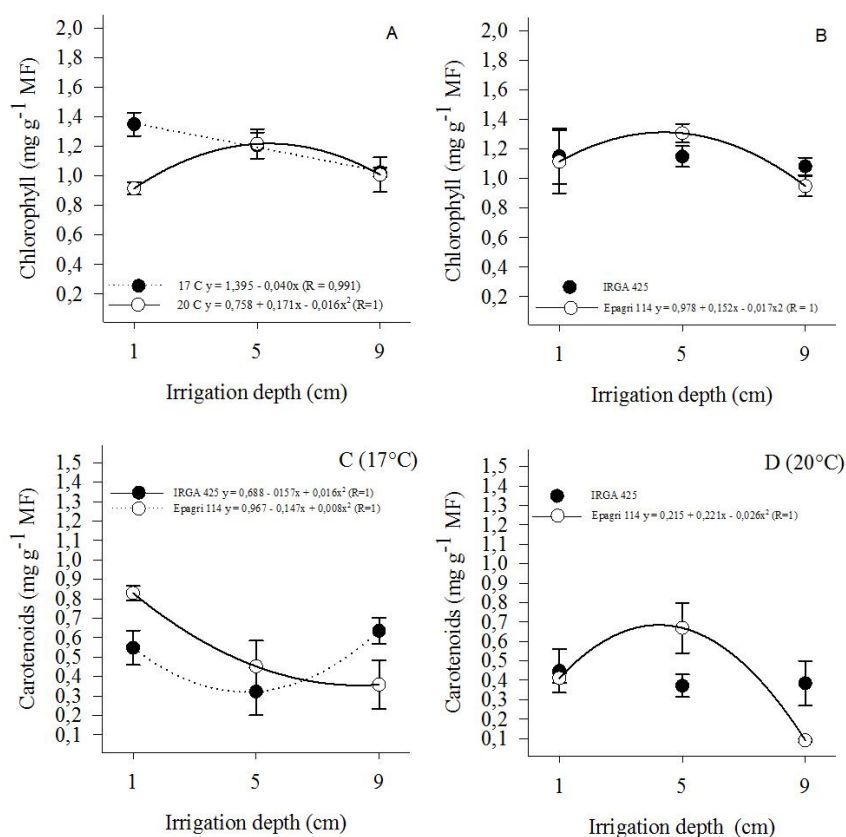 A
Chlorophyll (mg g⁻¹ MF)
2,0
1,8
1,6
1,4
1,2
1,0
0,8
0,6
0,4
0,2
17 C y = 1,395 - 0,040x (R = 0,991)
20 C y = 0,758 + 0,171x - 0,016x² (R=1)
1 5 9
Irrigation depth (cm)
B
Chlorophyll (mg g⁻¹ MF)
2,0
1,8
1,6
1,4
1,2
1,0
0,8
0,6
0,4
0,2
IRGA 425
Epagri 114 y = 0,978 + 0,152x - 0,017x2 (R = 1)
1 5 9
Irrigation depth (cm)
C (17°C)
Carotenoids (mg g⁻¹ MF)
1,5
1,4
1,3
1,2
1,1
1,0
0,9
0,8
0,7
0,6
0,5
0,4
0,3
0,2
0,1
IRGA 425 y = 0,688 - 0157x + 0,016x² (R=1)
Epagri 114 y = 0,967 - 0,147x + 0,008x² (R=1)
1 5 9
Irrigation depth (cm)
D (20°C)
Carotenoids (mg g⁻¹ MF)
1,5
1,4
1,3
1,2
1,1
1,0
0,9
0,8
0,7
0,6
0,5
0,4
0,3
0,2
0,1
IRGA 425
Epagri 114 y = 0,215 + 0,221x - 0,026x² (R=1)
1 5 9
Irrigation depth (cm)